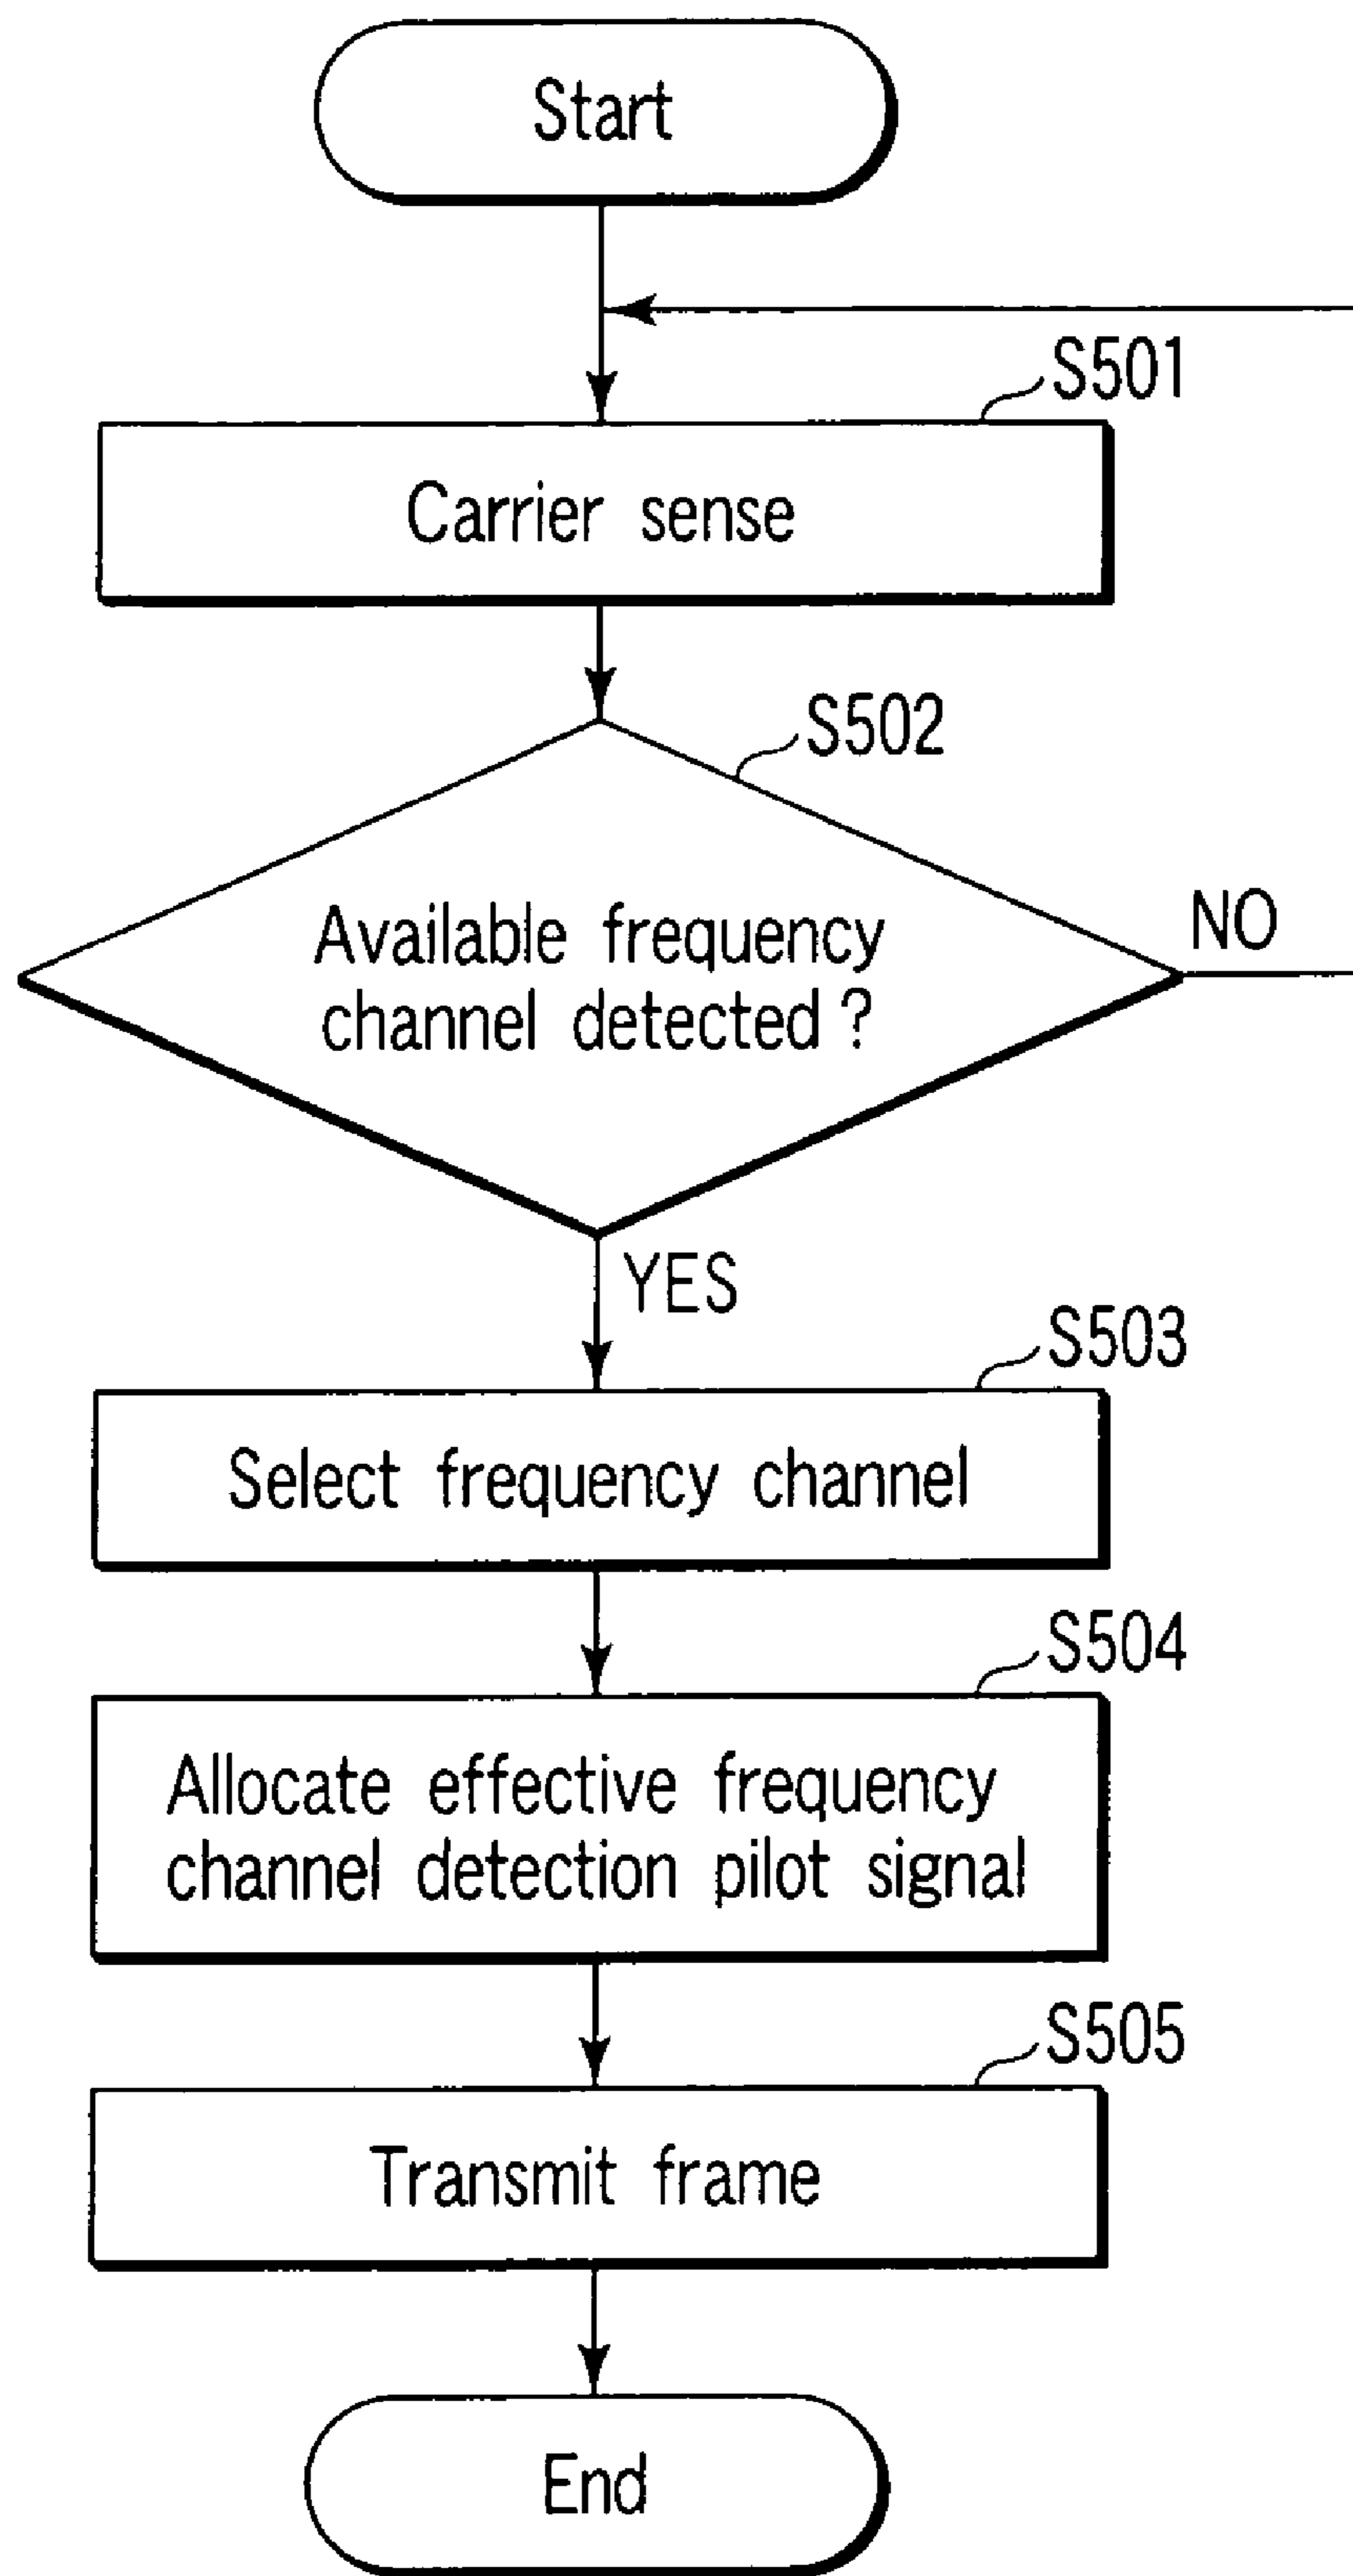 Start
S501
Carrier sense
S502
Available frequency
channel detected ?
NO
YES
S503
Select frequency channel
S504
Allocate effective frequency
channel detection pilot signal
S505
Transmit frame
End